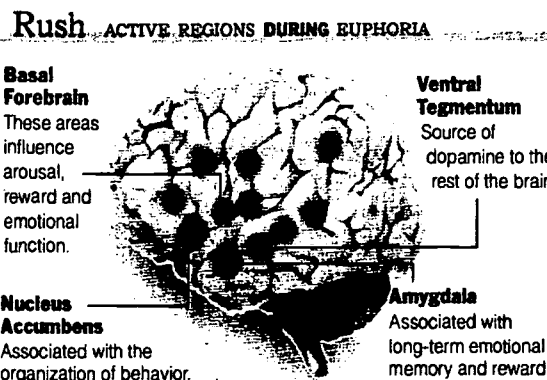 Rush ACTIVE REGIONS DURING EUPHORIA
Basal
Forebrain
These areas
influence
arousal,
reward and
emotional
function.
Ventral
Tegmentum
Source of
dopamine to the
rest of the brain
Nucleus
Accumbens
Associated with the
organization of behavior.
Amygdala
Associated with
long-term emotional
memory and reward